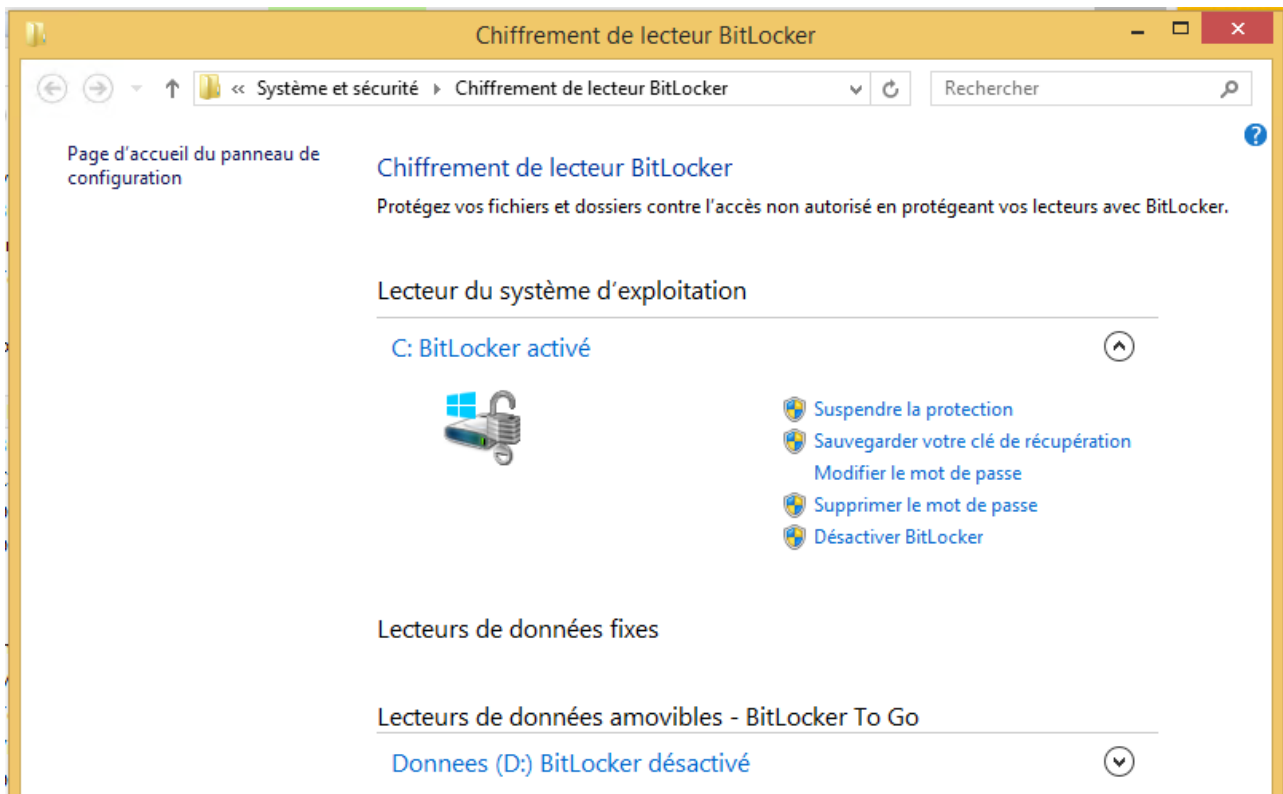 Chiffrement de lecteur BitLocker
« Système et sécurité Chiffrement de lecteur BitLocker Rechercher
Page d'accueil du panneau de
configuration
Chiffrement de lecteur BitLocker
Protégez vos fichiers et dossiers contre l'accès non autorisé en protégeant vos lecteurs avec BitLocker.
Lecteur du système d'exploitation
C: BitLocker activé
Suspendre la protection
Sauvegarder votre clé de récupération
Modifier le mot de passe
Supprimer le mot de passe
Désactiver BitLocker
Lecteurs de données fixes
Lecteurs de données amovibles - BitLocker To Go
Donnees (D:) BitLocker désactivé